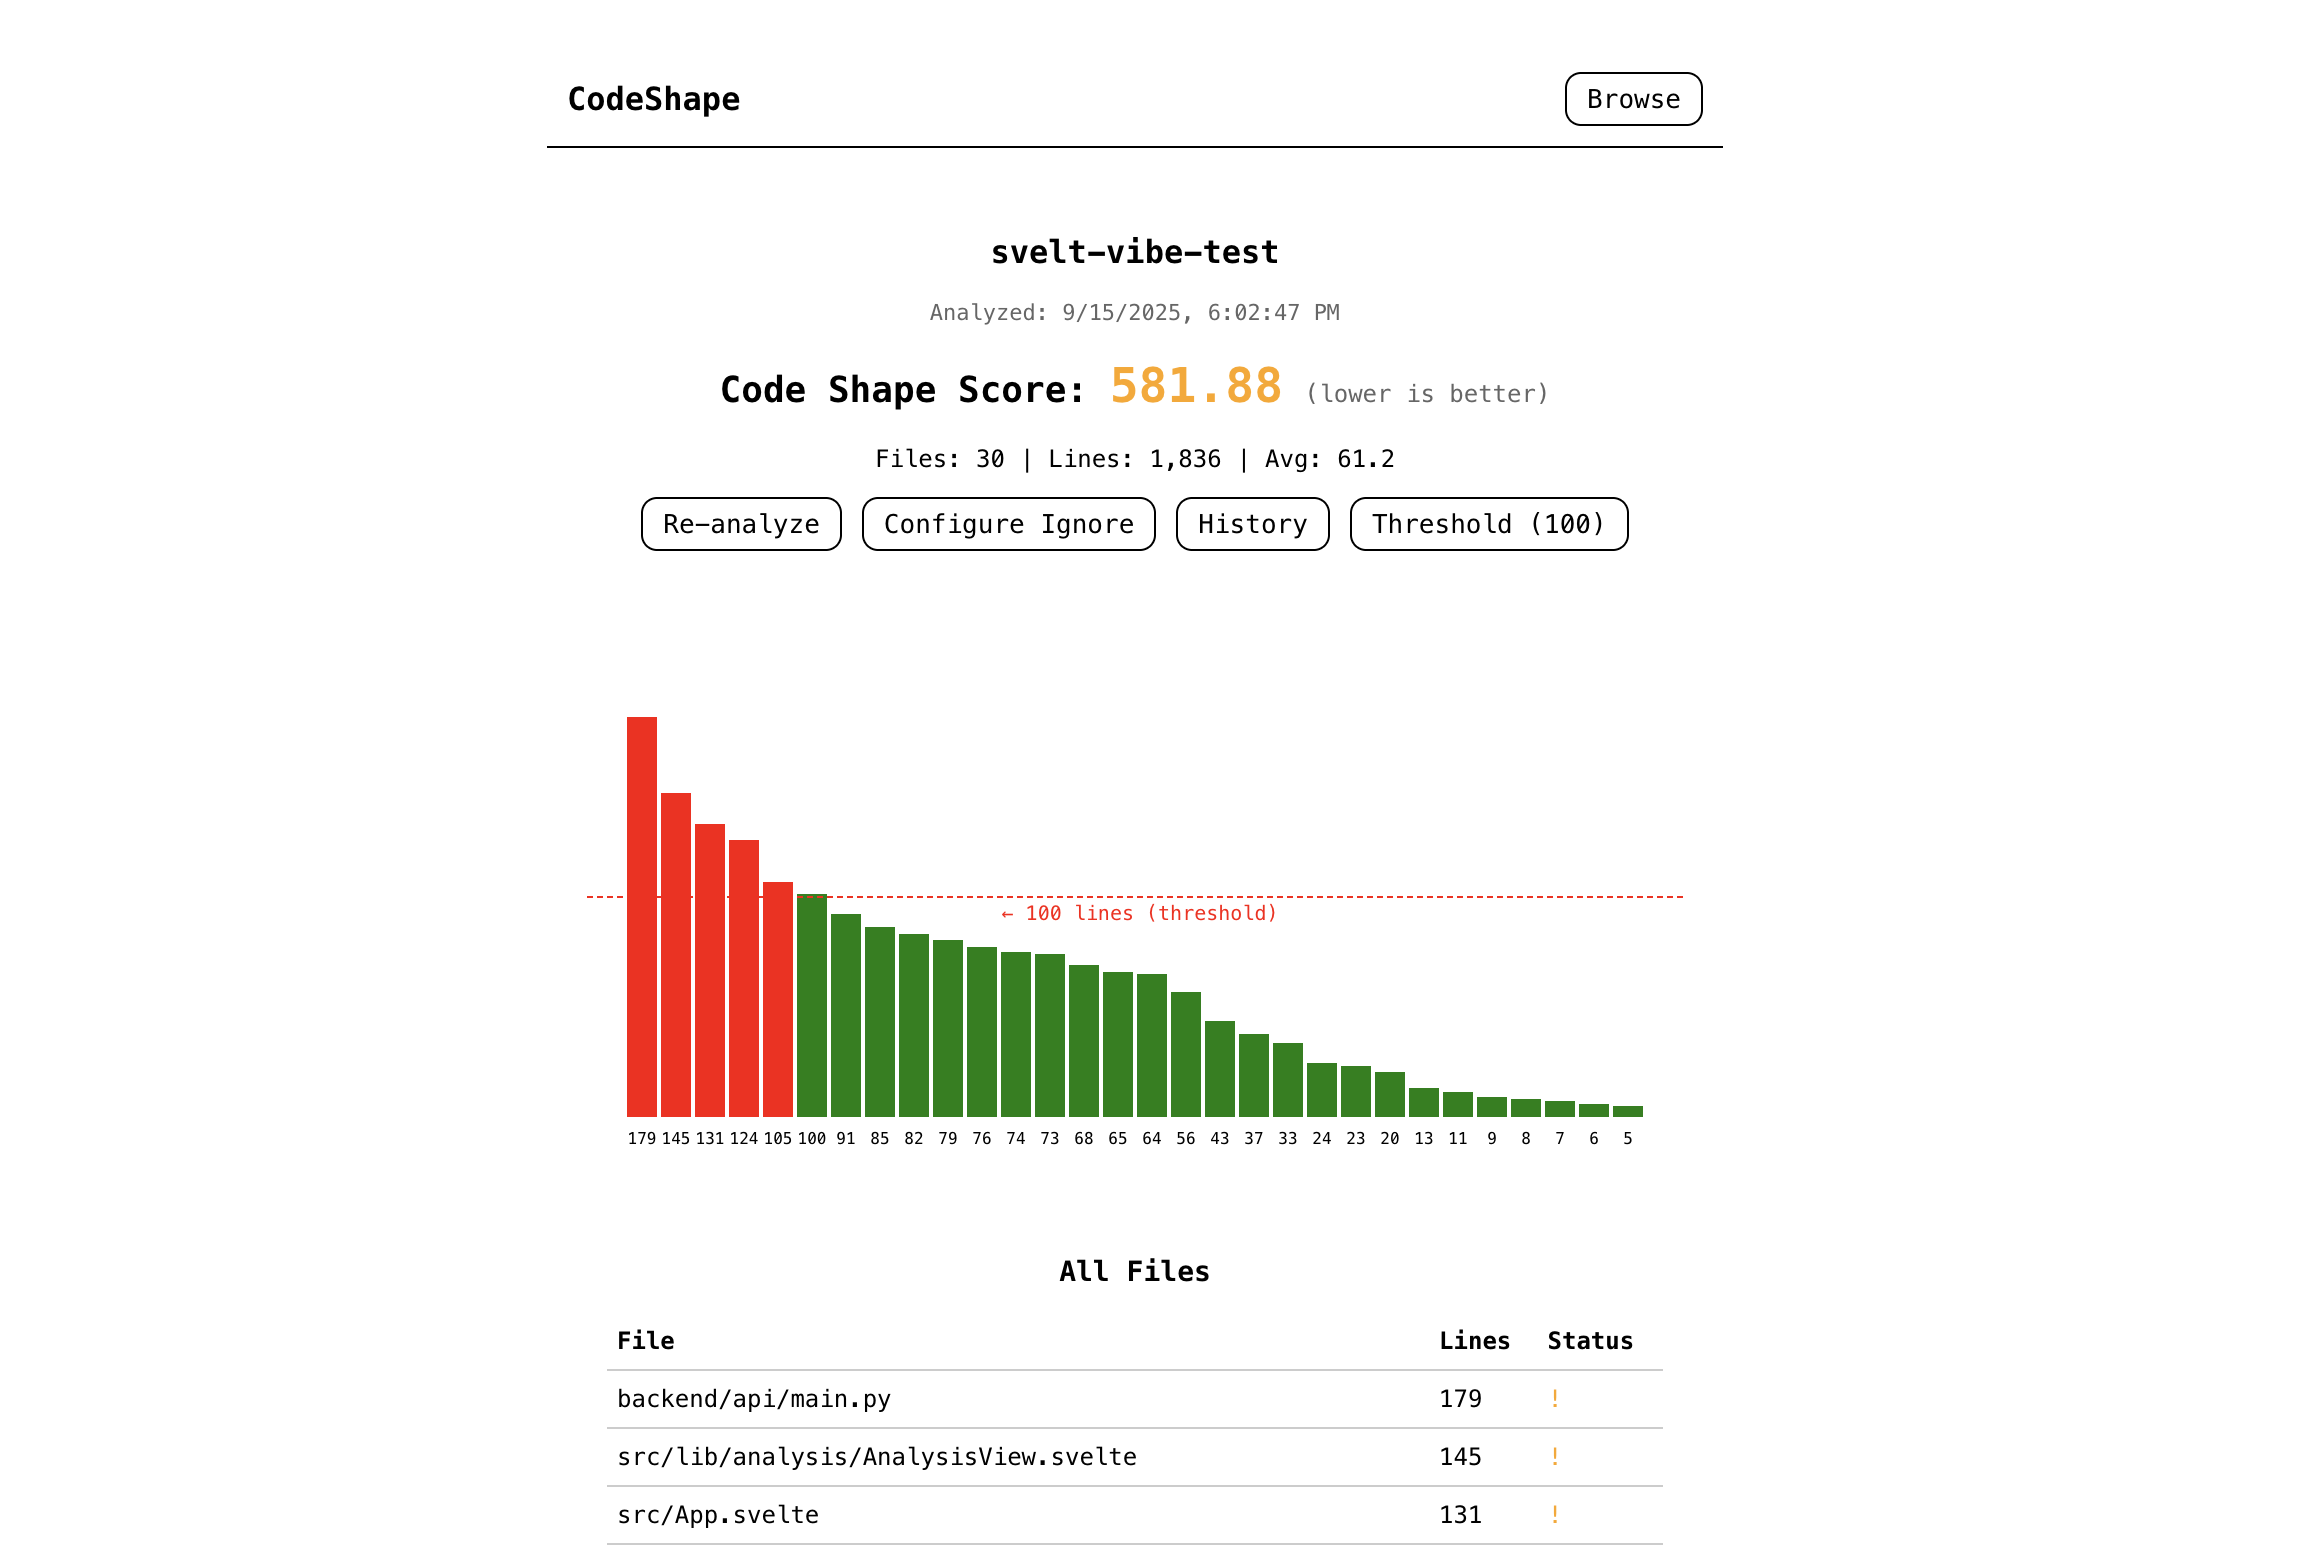 CodeShape
Browse
svelt-vibe-test
Analyzed: 9/15/2025, 6:02:47 PM
Code Shape Score: 581.88 (lower is better)
Files: 30 | Lines: 1,836 | Avg: 61.2
Re-analyze
Configure Ignore
History
Threshold (100)
← 100 lines (threshold)
179 145 131 124 105 100 91 85 82 79 76 74 73 68 65 64 56 43 37 33 24 23 20 13 11 9 8 7 6 5
All Files
File Lines Status
backend/api/main.py 179 !
src/lib/analysis/AnalysisView.svelte 145 !
src/App.svelte 131 !